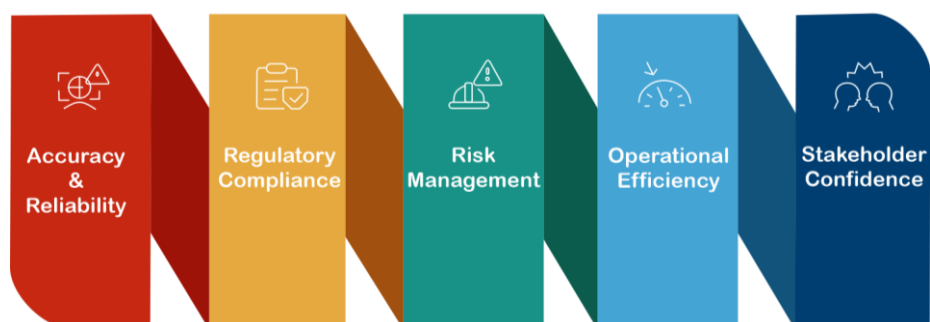 Accuracy
&
Reliability
Regulatory
Compliance
Risk
Management
Operational
Efficiency
Stakeholder
Confidence